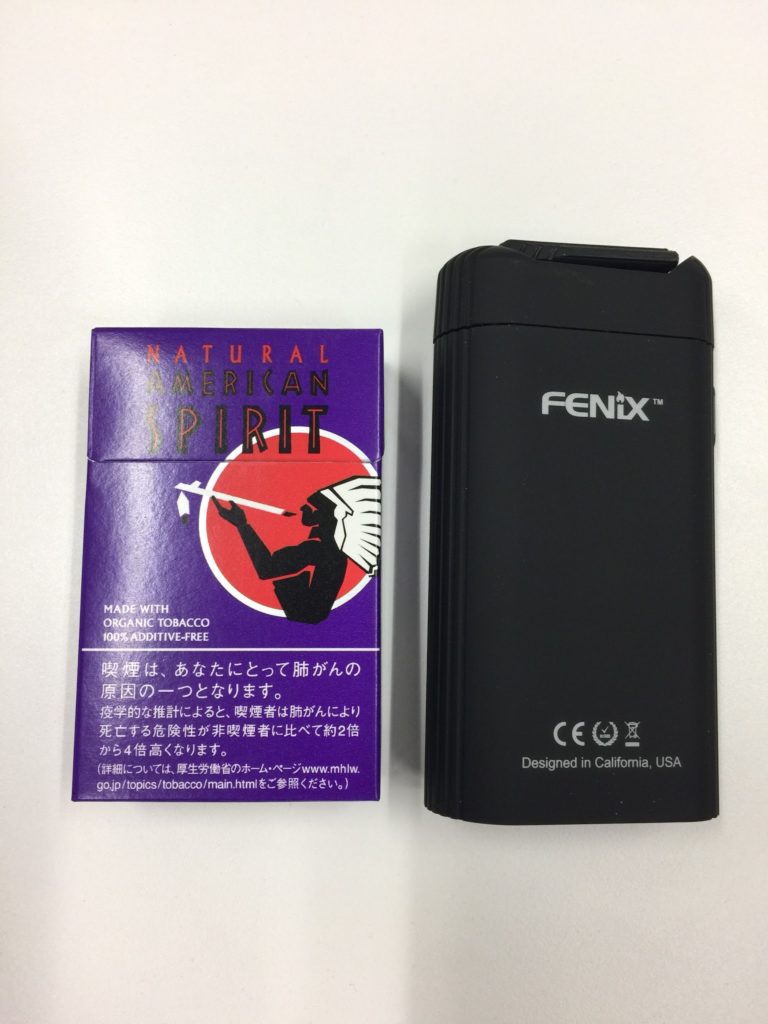 NATURAL
AMERICAN
SPIRIT
MADE WITH
ORGANIC TOBACCO
100% ADDITIVE-FREE
喫煙は、あなたにとって肺がんの
原因の一つとなります。
疫学的な推計によると、喫煙者は肺がんにより
死亡する危険性が非喫煙者に比べて約2倍
から4倍高くなります。
(詳細については、厚生労働省のホーム・ページwww.mhlw.
go.jp/topics/tobacco/main.htmlをご参照ください。)
FENiX™
CE
Designed in California, USA